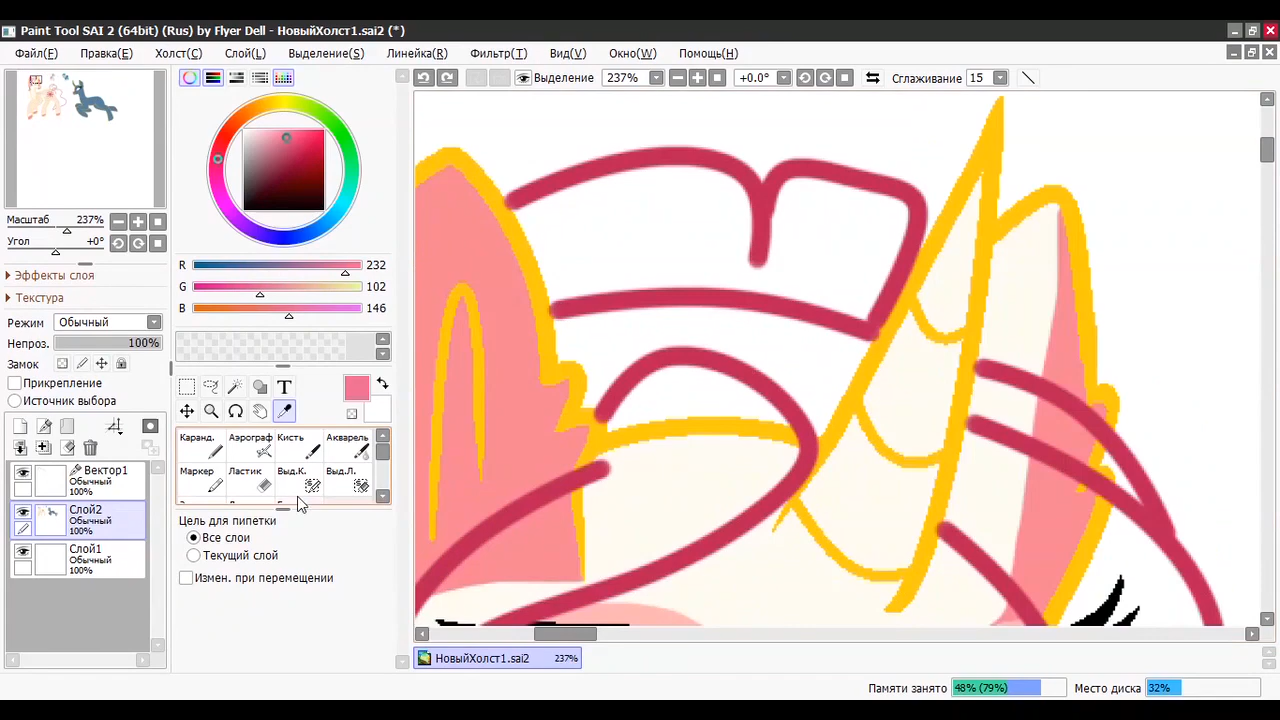 Paint Tool SAI 2 (64bit) (Rus) by Flyer Dell - НовыйХолст1.sai2 (*)
Файл(F) Правка(E) Холст(C) Слой(L) Выделение(S) Линейка(R) Фильтр(T) Вид(V) Окно(W) Помощь(H)
Выделение 237% +0.0° Сглаживание 15
Масштаб 237%
Угол +0°
Эффекты слоя
Текстура
Режим Обычный
Непроз. 100%
Замок
Прикрепление
Источник выбора
Вектор1
Обычный
100%
Слой2
Обычный
100%
Слой1
Обычный
100%
R 232
G 102
B 146
T
Каранд. Аэрограф Кисть Акварель
Маркер Ластик Выд.К. Выд.Л.
Цель для пипетки
Все слои
Текущий слой
Измен. при перемещении
НовыйХолст1.sai2 237%
Памяти занято 48% (79%) Место диска 32%